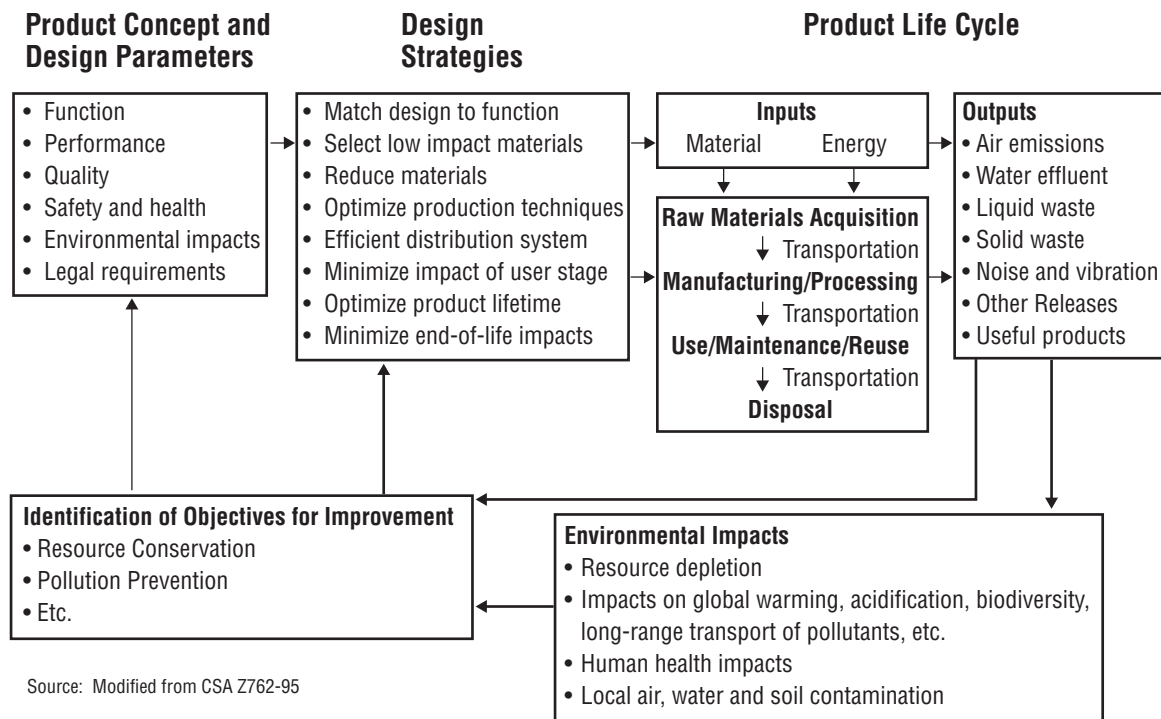 Product Concept and
Design Parameters
• Function
• Performance
• Quality
• Safety and health
• Environmental impacts
• Legal requirements
Design
Strategies
• Match design to function
• Select low impact materials
• Reduce materials
• Optimize production techniques
• Efficient distribution system
• Minimize impact of user stage
• Optimize product lifetime
• Minimize end-of-life impacts
Product Life Cycle
Inputs
Material Energy
Raw Materials Acquisition
Transportation
Manufacturing/Processing
Transportation
Use/Maintenance/Reuse
Transportation
Disposal
Outputs
• Air emissions
• Water effluent
• Liquid waste
• Solid waste
• Noise and vibration
• Other Releases
• Useful products
Identification of Objectives for Improvement
• Resource Conservation
• Pollution Prevention
• Etc.
Environmental Impacts
• Resource depletion
• Impacts on global warming, acidification, biodiversity,
long-range transport of pollutants, etc.
• Human health impacts
• Local air, water and soil contamination
Source: Modified from CSA Z762-95